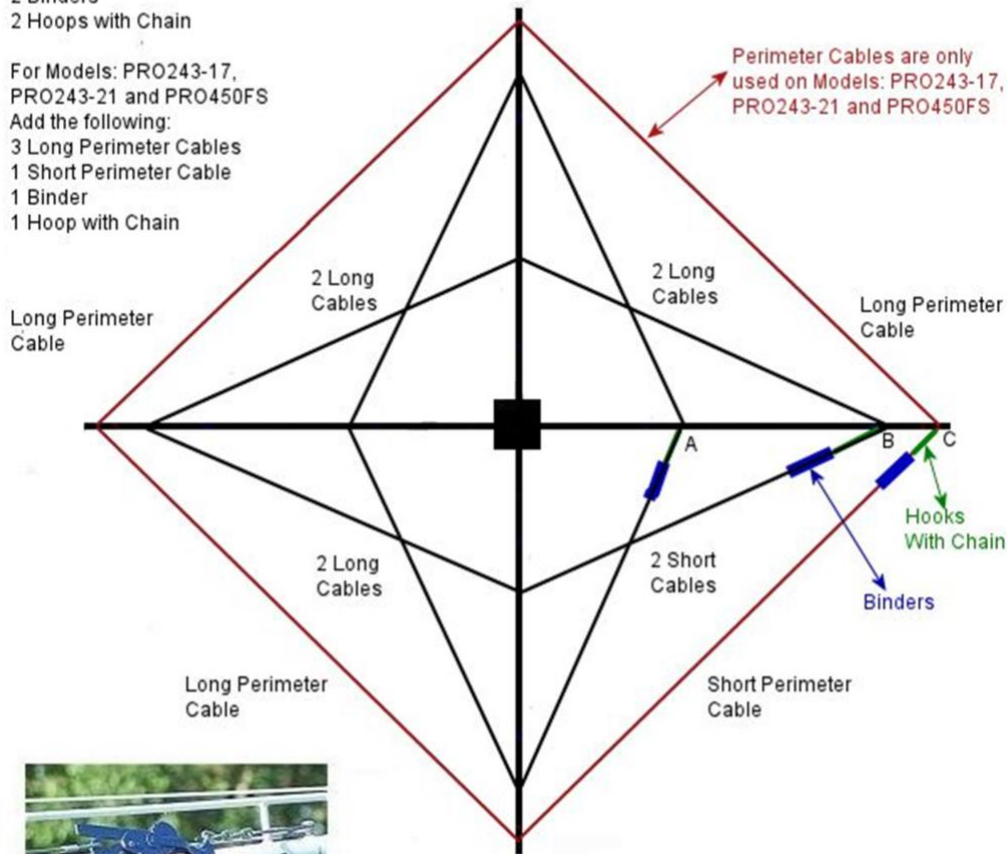 2 Binders
2 Hoops with Chain
For Models: PRO243-17,
PRO243-21 and PRO450FS
Add the following:
3 Long Perimeter Cables
1 Short Perimeter Cable
1 Binder
1 Hoop with Chain
Perimeter Cables are only
used on Models: PRO243-17,
PRO243-21 and PRO450FS
2 Long
Cables
2 Long
Cables
Long Perimeter
Cable
Long Perimeter
Cable
A
B
C
Hooks
With Chain
2 Long
Cables
2 Short
Cables
Binders
Long Perimeter
Cable
Short Perimeter
Cable